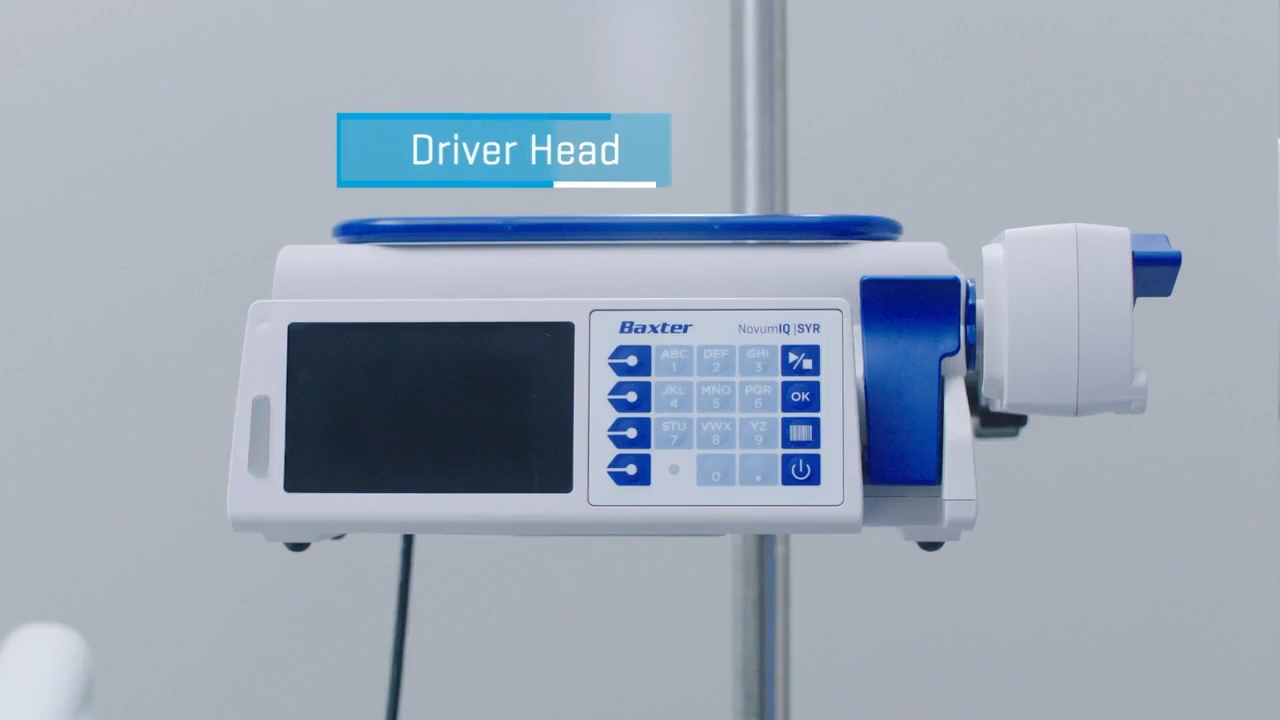 Driver Head
Baxter
NovumIQ | SYR
ABC
1
DEF
2
GHI
3
JKL
4
MNO
5
PQR
6
OK
STU
7
VWX
8
YZ
9
0
.